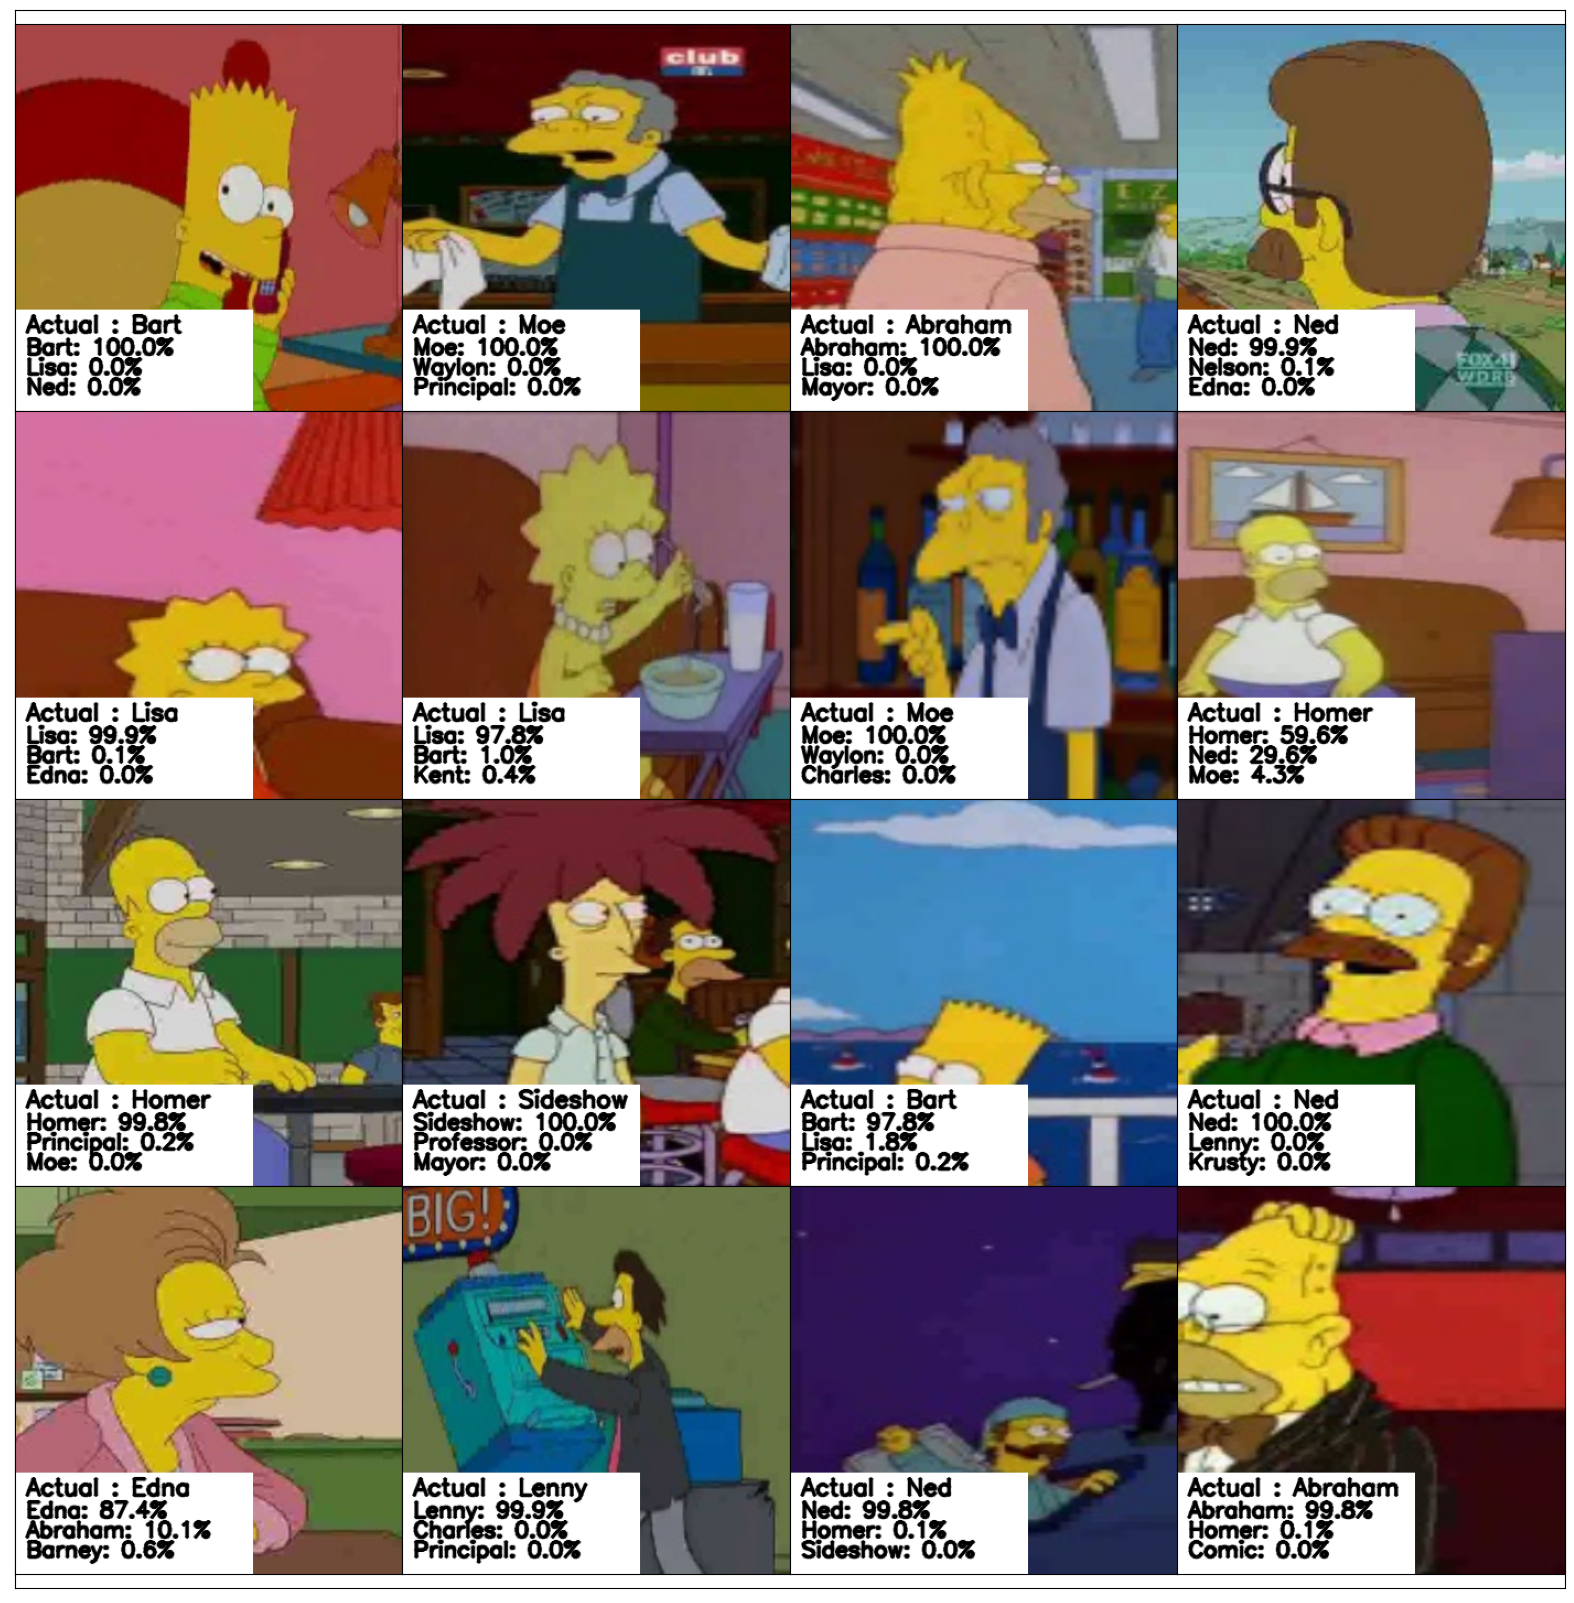 club
Actual : Bart
Bart: 100.0%
Lisa: 0.0%
Ned: 0.0%
Actual : Moe
Moe: 100.0%
Waylon: 0.0%
Principal: 0.0%
E-Z
Actual : Abraham
Abraham: 100.0%
Lisa: 0.0%
Mayor: 0.0%
FOX41
WDRB
Actual : Ned
Ned: 99.9%
Nelson: 0.1%
Edna: 0.0%
Actual : Lisa
Lisa: 99.9%
Bart: 0.1%
Edna: 0.0%
Actual : Lisa
Lisa: 97.8%
Bart: 1.0%
Kent: 0.4%
Actual : Moe
Moe: 100.0%
Waylon: 0.0%
Charles: 0.0%
Actual : Homer
Homer: 59.6%
Ned: 29.6%
Moe: 4.3%
Actual : Homer
Homer: 99.8%
Principal: 0.2%
Moe: 0.0%
Actual : Sideshow
Sideshow: 100.0%
Professor: 0.0%
Mayor: 0.0%
Actual : Bart
Bart: 97.8%
Lisa: 1.8%
Principal: 0.2%
Actual : Ned
Ned: 100.0%
Lenny: 0.0%
Krusty: 0.0%
Actual : Edna
Edna: 87.4%
Abraham: 10.1%
Barney: 0.6%
BIG!
Actual : Lenny
Lenny: 99.9%
Charles: 0.0%
Principal: 0.0%
Actual : Ned
Ned: 99.8%
Homer: 0.1%
Sideshow: 0.0%
Actual : Abraham
Abraham: 99.8%
Homer: 0.1%
Comic: 0.0%